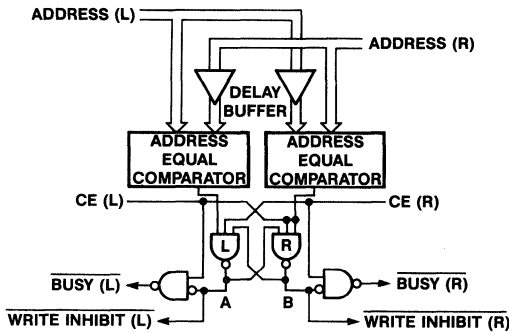 ADDRESS (L)
ADDRESS (R)
DELAY
BUFFER
ADDRESS
EQUAL
COMPARATOR
ADDRESS
EQUAL
COMPARATOR
CE (L)
CE (R)
L
R
BUSY (L)
BUSY (R)
A
B
WRITE INHIBIT (L)
WRITE INHIBIT (R)